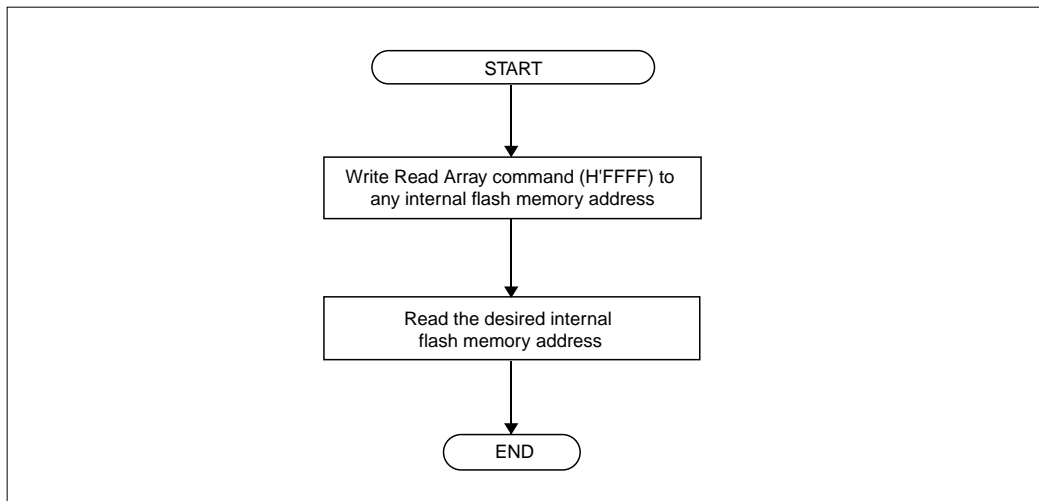 START
Write Read Array command (H'FFFF) to
any internal flash memory address
Read the desired internal
flash memory address
END